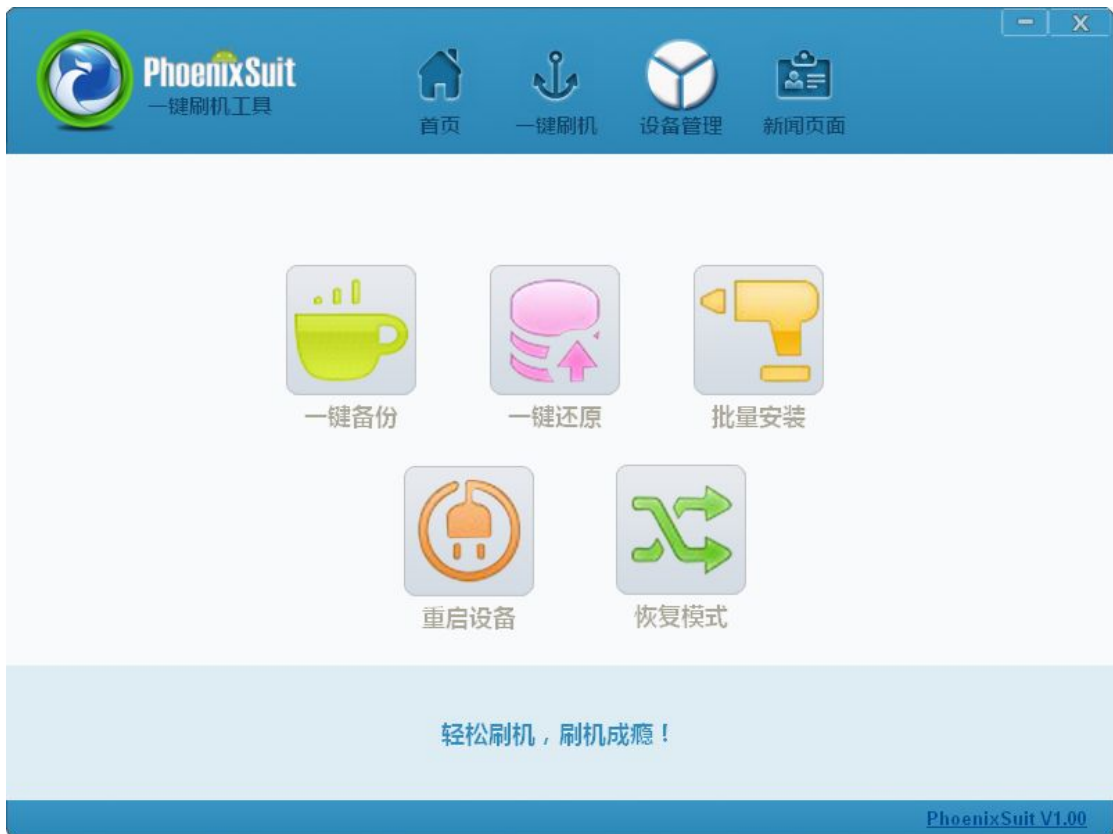 PhoenixSuit
一键刷机工具
首页 一键刷机 设备管理 新闻页面
一键备份 一键还原 批量安装
重启设备 恢复模式
轻松刷机，刷机成瘾！
PhoenixSuit V1.00